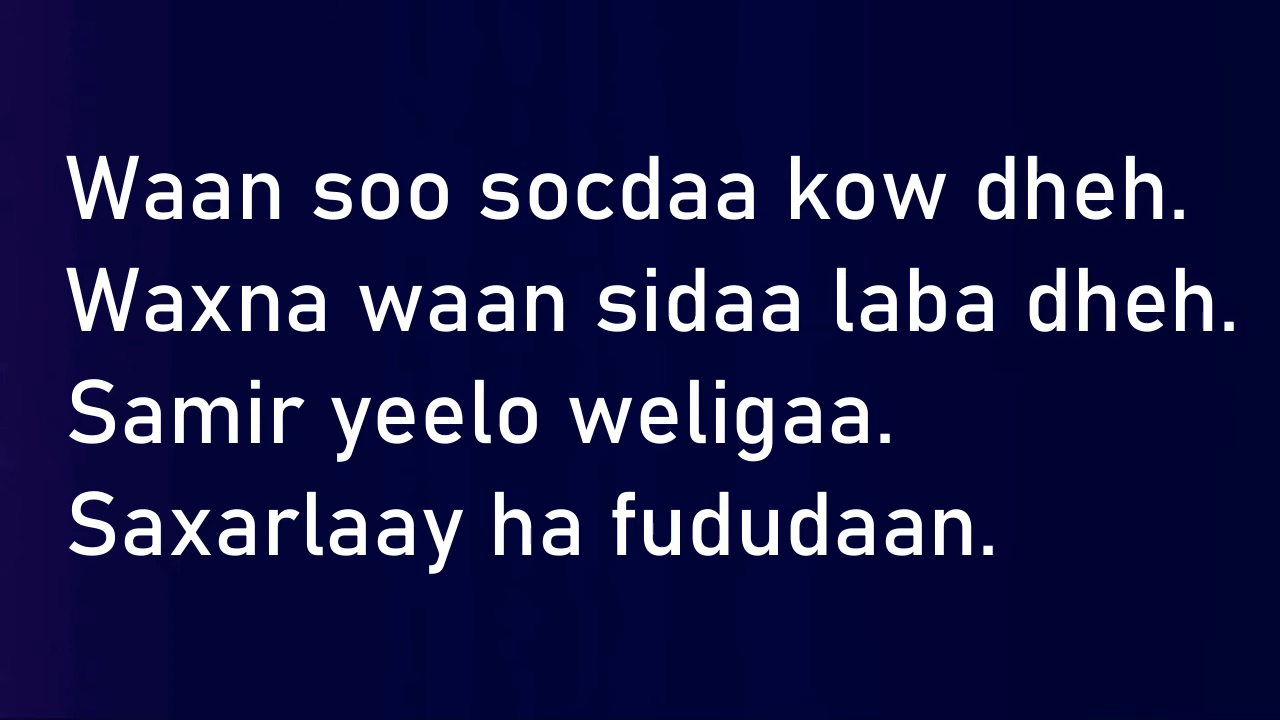 Waan soo socdaa kow dheh.
Waxna waan sidaa laba dheh.
Samir yeelo weligaa.
Saxarlaay ha fududaan.